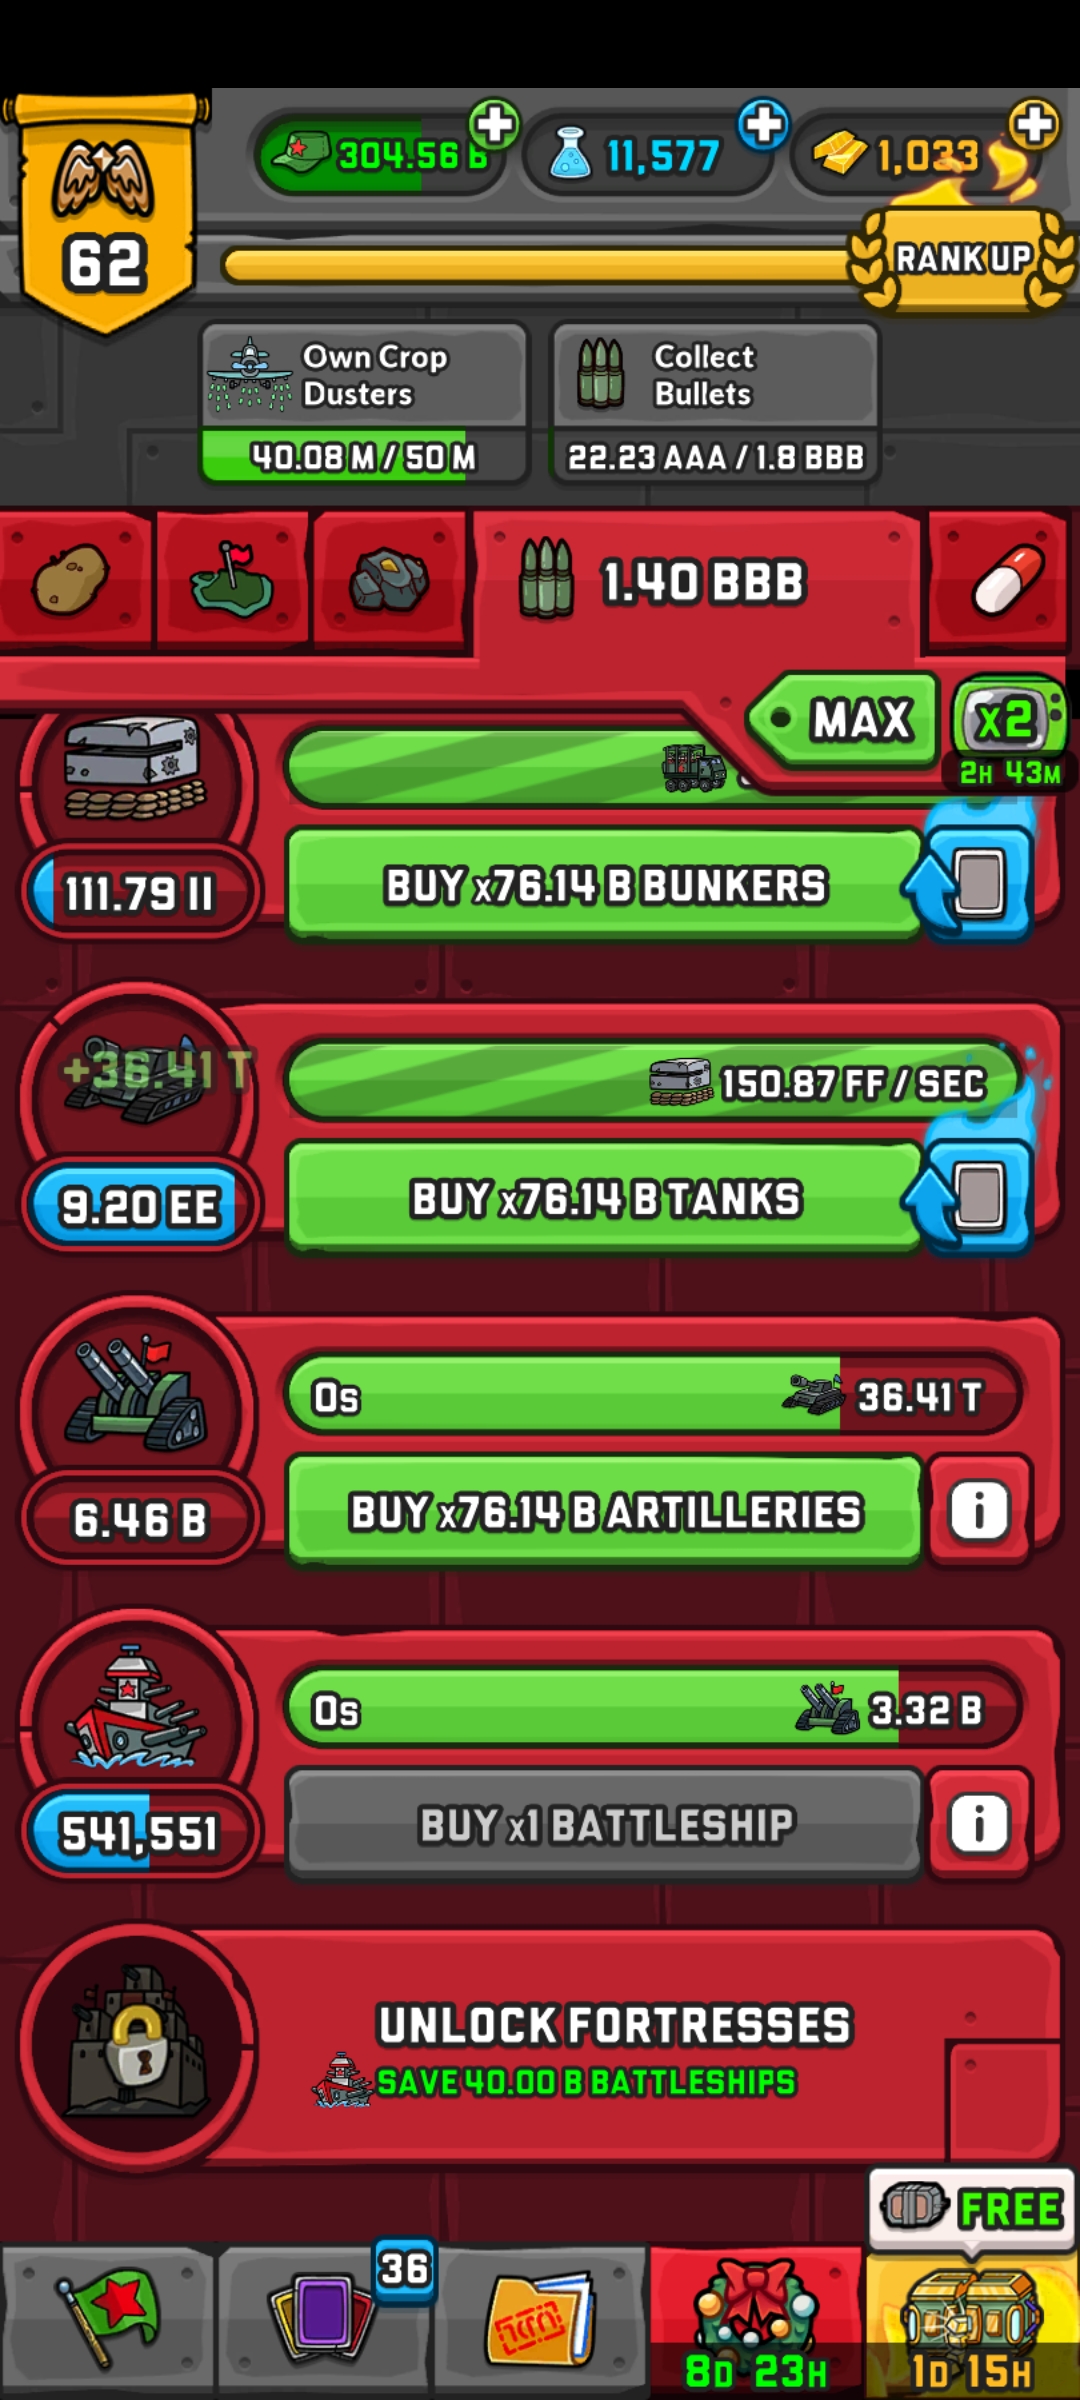 304.56 B
11,577
1,033
62
RANK UP
Own Crop
Dusters
40.08 M / 50 M
Collect
Bullets
22.23 AAA / 1.8 BBB
1.40 BBB
MAX
x2
2H 43M
111.79 II
BUY x76.14 B BUNKERS
+36.41 T
150.87 FF / SEC
9.20 EE
BUY x76.14 B TANKS
0s
36.41 T
6.46 B
BUY x76.14 B ARTILLERIES
i
0s
3.32 B
541,551
BUY x1 BATTLESHIP
i
UNLOCK FORTRESSES
SAVE 40.00 B BATTLESHIPS
FREE
36
8D 23H
1D 15H